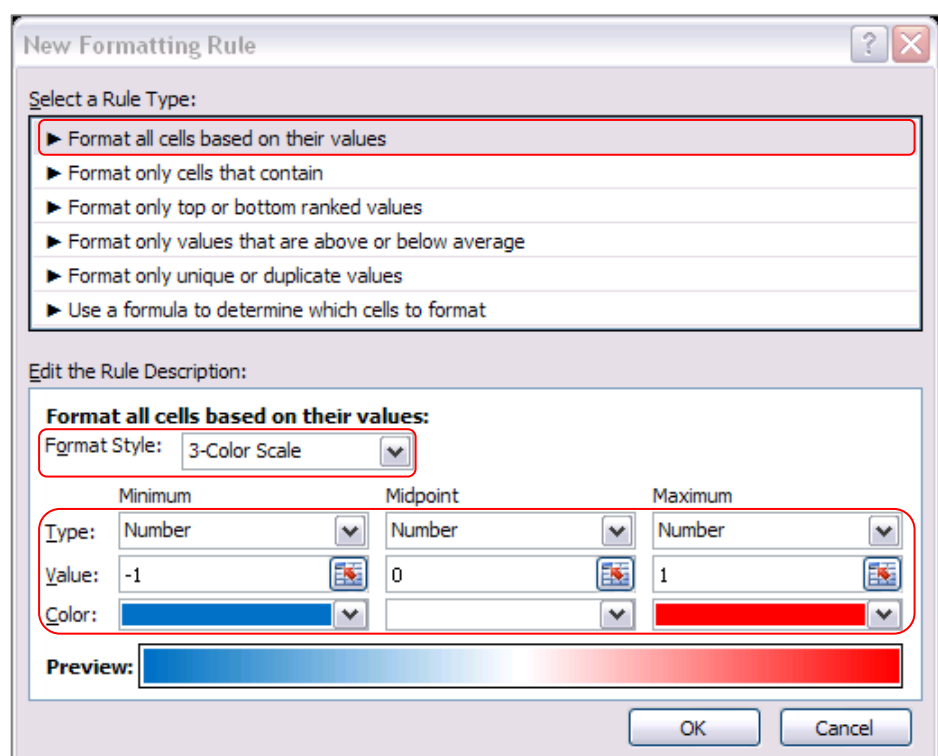 New Formatting Rule ?
Select a Rule Type:
► Format all cells based on their values
► Format only cells that contain
► Format only top or bottom ranked values
► Format only values that are above or below average
► Format only unique or duplicate values
► Use a formula to determine which cells to format
Edit the Rule Description:
Format all cells based on their values:
Format Style: 3-Color Scale
Minimum Midpoint Maximum
Type: Number Number Number
Value: -1 0 1
Color:
Preview:
OK Cancel